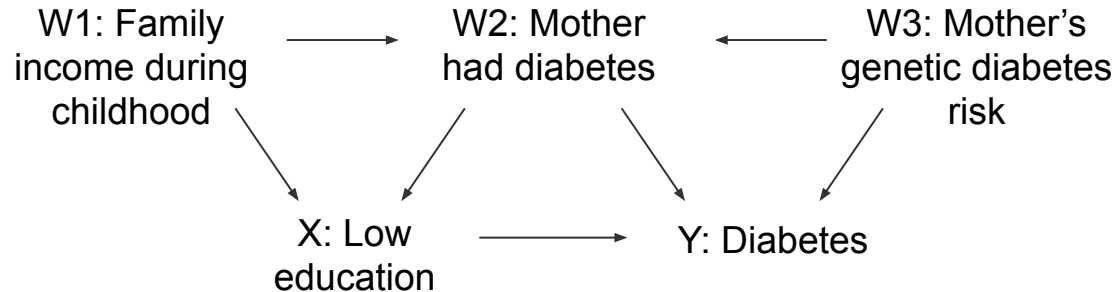 W1: Family
income during
childhood
W2: Mother
had diabetes
W3: Mother's
genetic diabetes
risk
X: Low
education
Y: Diabetes